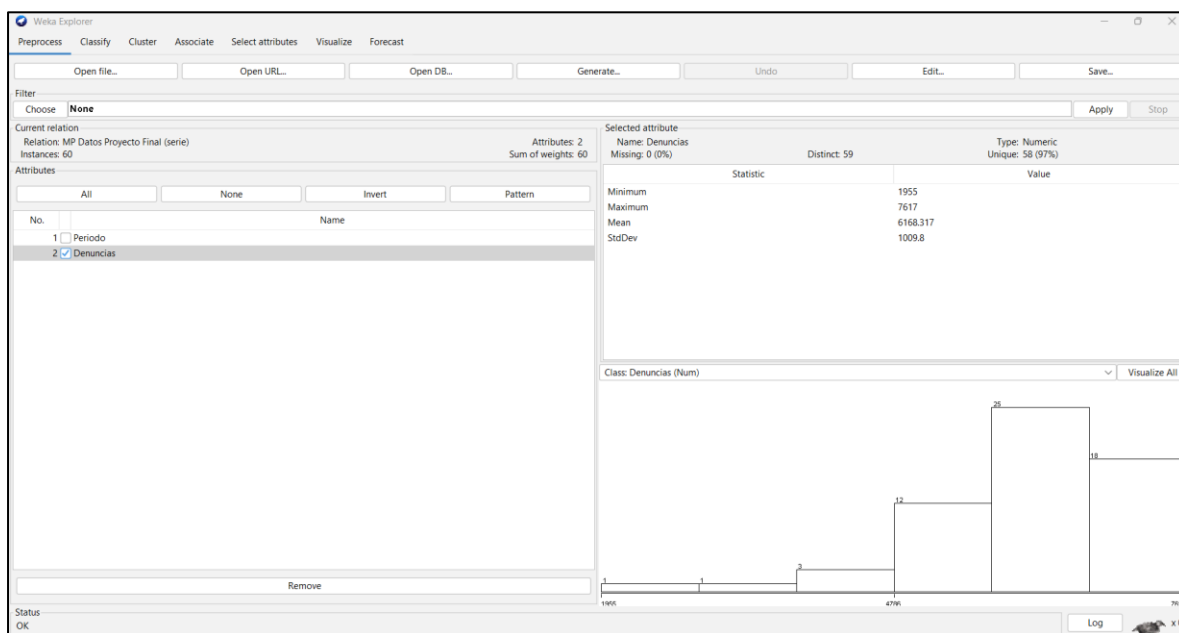 Weka Explorer
Preprocess Classify Cluster Associate Select attributes Visualize Forecast
Open file... Open URL... Open DB... Generate... Undo Edit... Save...
Filter
Choose None Apply Stop
Current relation
Relation: MP Datos Proyecto Final (serie) Attributes: 2
Instances: 60 Sum of weights: 60
Attributes
All None Invert Pattern
No. Name
1 Periodo
2 Denuncias
Remove
Selected attribute
Name: Denuncias Type: Numeric
Missing: 0 (0%) Distinct: 59 Unique: 58 (97%)
Statistic Value
Minimum 1955
Maximum 7617
Mean 6168.317
StdDev 1009.8
Class: Denuncias (Num) Visualize All
25
18
12
3
1 1
1955 4786
Status
OK
Log x